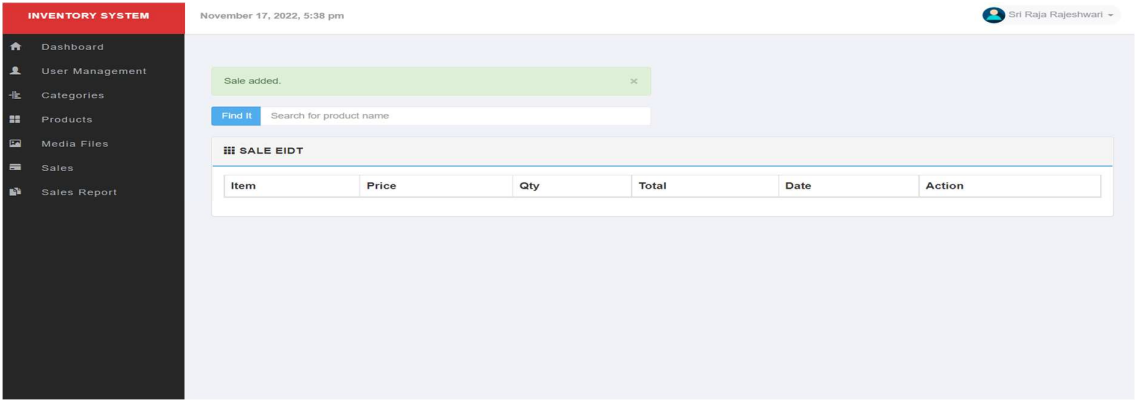 INVENTORY SYSTEM
November 17, 2022, 5:38 pm
Sri Raja Rajeshwari
Dashboard
User Management
Categories
Products
Media Files
Sales
Sales Report
Sale added. ×
Find It Search for product name
SALE EIDT
Item Price Qty Total Date Action